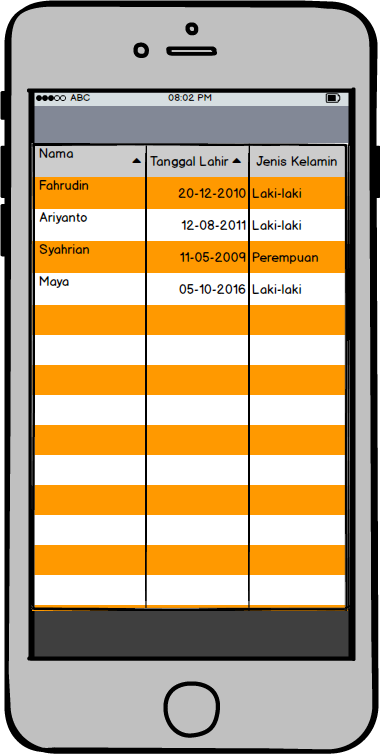 ABC 08:02 PM
Nama Tanggal Lahir Jenis Kelamin
Fahrudin 20-12-2010 Laki-laki
Ariyanto 12-08-2011 Laki-laki
Syahrian 11-05-2009 Perempuan
Maya 05-10-2016 Laki-laki